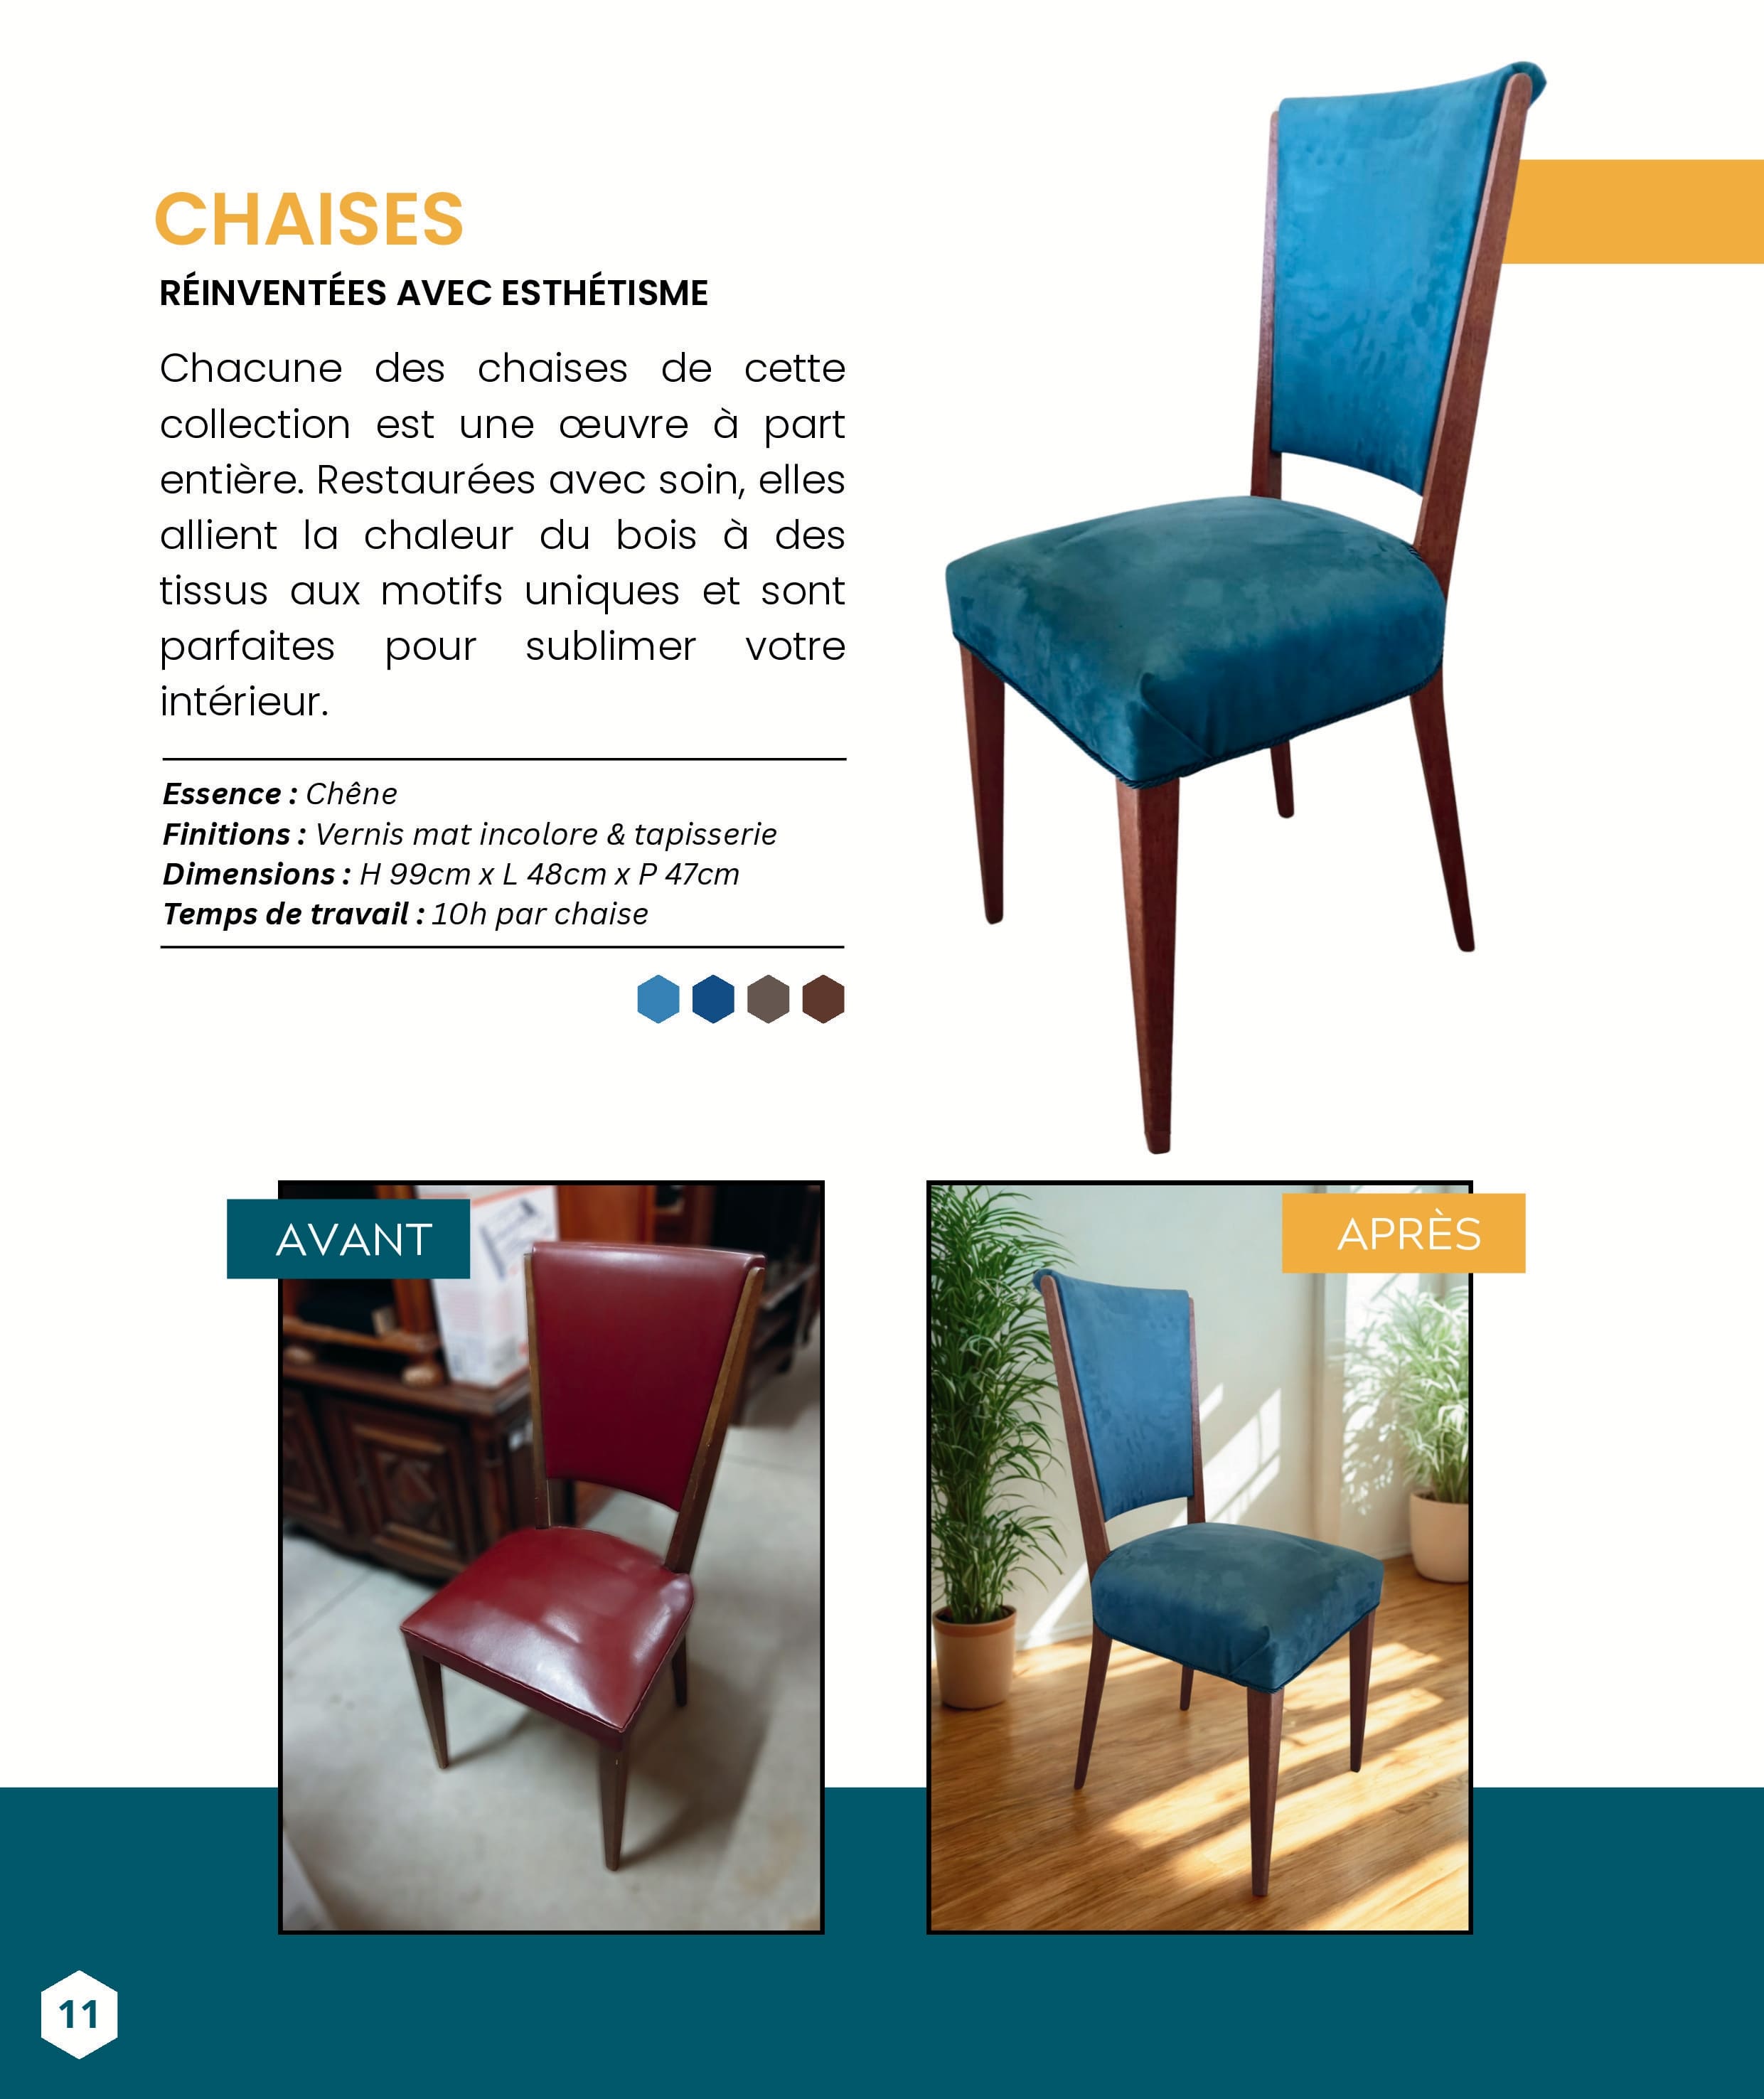 CHAISES
RÉINVENTÉES AVEC ESTHÉTISME
Chacune des chaises de cette
collection est une œuvre à part
entière. Restaurées avec soin, elles
allient la chaleur du bois à des
tissus aux motifs uniques et sont
parfaites pour sublimer votre
intérieur.
Essence : Chêne
Finitions : Vernis mat incolore & tapisserie
Dimensions : H 99cm x L 48cm x P 47cm
Temps de travail : 10h par chaise
AVANT
APRÈS
11